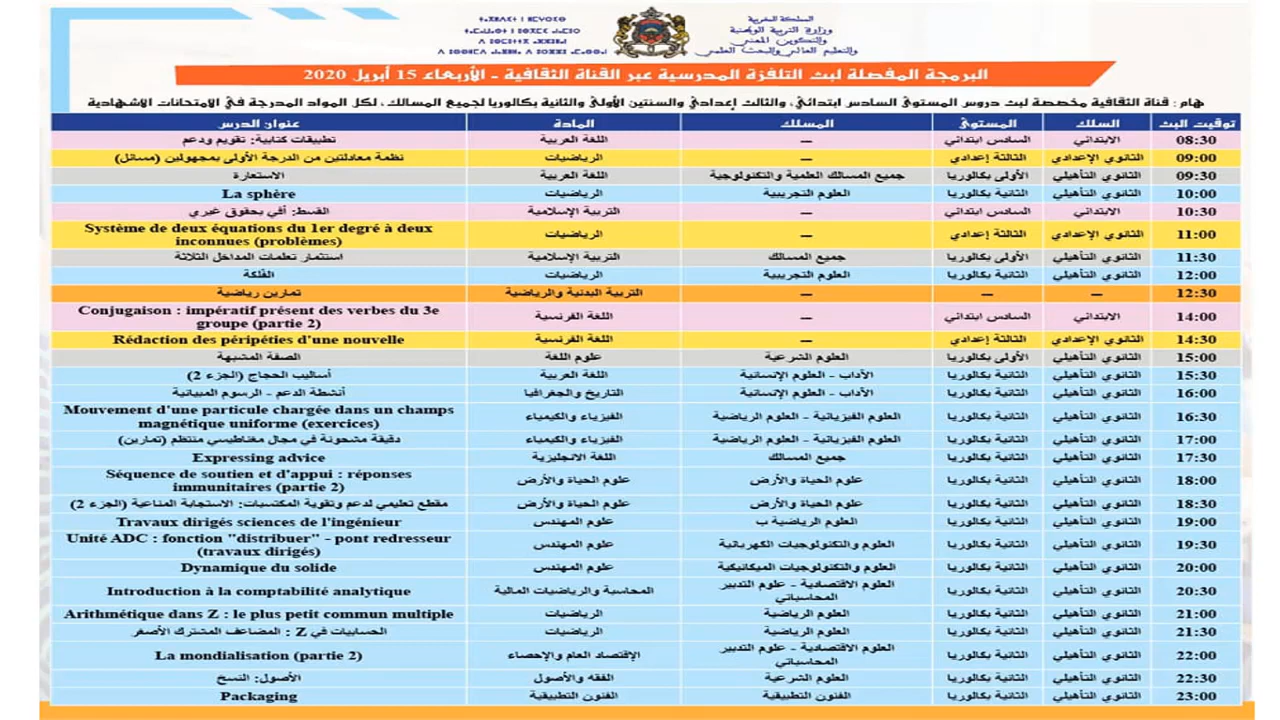 ⵜⴰⴳⵍⴷⵉⵜ ⵏ ⵍⵎⵖⵔⵉⴱ
المملكة المغربية
وزارة التربية الوطنية
والتكوين المهني
والتعليم العالي والبحث العلمي
البرمجة المفصلة لبث التلفزة المدرسية عبر القناة الثقافية - الأربعاء 15 أبريل 2020
هام: قناة الثقافية مخصصة لبث دروس المستوى السادس ابتدائي، والثالث إعدادي والسنتين الأولى والثانية بكالوريا لجميع المسالك، لكل المواد المدرجة في الامتحانات الاشهادية
توقيت البث السلك المستوى المسلك المادة عنوان الدرس
08:30 الابتدائي السادس ابتدائي — اللغة العربية تطبيقات كتابية: تقويم ودعم
09:00 الثانوي الإعدادي الثالثة إعدادي — الرياضيات نظمة معادلتين من الدرجة الأولى بمجهولين (مسائل)
09:30 الثانوي التأهيلي الأولى بكالوريا جميع المسالك العلمية والتكنولوجية اللغة العربية الاستعارة
10:00 الثانوي التأهيلي الثانية بكالوريا العلوم التجريبية الرياضيات La sphère
10:30 الابتدائي السادس ابتدائي — التربية الإسلامية القسط: أفي بحقوق غيري
11:00 الثانوي الإعدادي الثالثة إعدادي — الرياضيات Système de deux équations du 1er degré à deux
inconnues (problèmes)
11:30 الثانوي التأهيلي الأولى بكالوريا جميع المسالك التربية الإسلامية استثمار تعلمات المداخل الثلاثة
12:00 الثانوي التأهيلي الثانية بكالوريا العلوم التجريبية الرياضيات الفلكة
12:30 — — — التربية البدنية والرياضية تمارين رياضية
14:00 الابتدائي السادس ابتدائي — اللغة الفرنسية Conjugaison : impératif présent des verbes du 3e
groupe (partie 2)
14:30 الثانوي الإعدادي الثالثة إعدادي — اللغة الفرنسية Rédaction des péripéties d'une nouvelle
15:00 الثانوي التأهيلي الأولى بكالوريا العلوم الشرعية علوم اللغة الصفة المشبهة
15:30 الثانوي التأهيلي الثانية بكالوريا الآداب - العلوم الإنسانية اللغة العربية أساليب الحجاج (الجزء 2)
16:00 الثانوي التأهيلي الثانية بكالوريا الآداب - العلوم الإنسانية التاريخ والجغرافيا أنشطة الدعم - الرسوم المبيانية
16:30 الثانوي التأهيلي الثانية بكالوريا العلوم الفيزيائية - العلوم الرياضية الفيزياء والكيمياء Mouvement d'une particule chargée dans un champs
magnétique uniforme (exercices)
17:00 الثانوي التأهيلي الثانية بكالوريا العلوم الفيزيائية - العلوم الرياضية الفيزياء والكيمياء دقيقة مشحونة في مجال مغناطيسي منتظم (تمارين)
17:30 الثانوي التأهيلي الثانية بكالوريا جميع المسالك اللغة الانجليزية Expressing advice
18:00 الثانوي التأهيلي الثانية بكالوريا علوم الحياة والأرض علوم الحياة والأرض Séquence de soutien et d'appui : réponses
immunitaires (partie 2)
18:30 الثانوي التأهيلي الثانية بكالوريا علوم الحياة والأرض علوم الحياة والأرض مقطع تعليمي لدعم وتقوية المكتسبات: الاستجابة المناعية (الجزء 2)
19:00 الثانوي التأهيلي الثانية بكالوريا العلوم الرياضية ب علوم المهندس Travaux dirigés sciences de l'ingénieur
19:30 الثانوي التأهيلي الثانية بكالوريا العلوم والتكنولوجيات الكهربائية علوم المهندس Unité ADC : fonction "distribuer" - pont redresseur
(travaux dirigés)
20:00 الثانوي التأهيلي الثانية بكالوريا العلوم والتكنولوجيات الميكانيكية علوم المهندس Dynamique du solide
20:30 الثانوي التأهيلي الثانية بكالوريا العلوم الاقتصادية - علوم التدبير
المحاسباتي المحاسبة والرياضيات المالية Introduction à la comptabilité analytique
21:00 الثانوي التأهيلي الثانية بكالوريا العلوم الرياضية الرياضيات Arithmétique dans Z : le plus petit commun multiple
21:30 الثانوي التأهيلي الثانية بكالوريا العلوم الرياضية الرياضيات الحسابيات في Z : المضاعف المشترك الأصغر
22:00 الثانوي التأهيلي الثانية بكالوريا العلوم الاقتصادية - علوم التدبير
المحاسباتي الإقتصاد العام والإحصاء La mondialisation (partie 2)
22:30 الثانوي التأهيلي الثانية بكالوريا العلوم الشرعية الفقه والأصول الأصول: النسخ
23:00 الثانوي التأهيلي الثانية بكالوريا الفنون التطبيقية الفنون التطبيقية Packaging